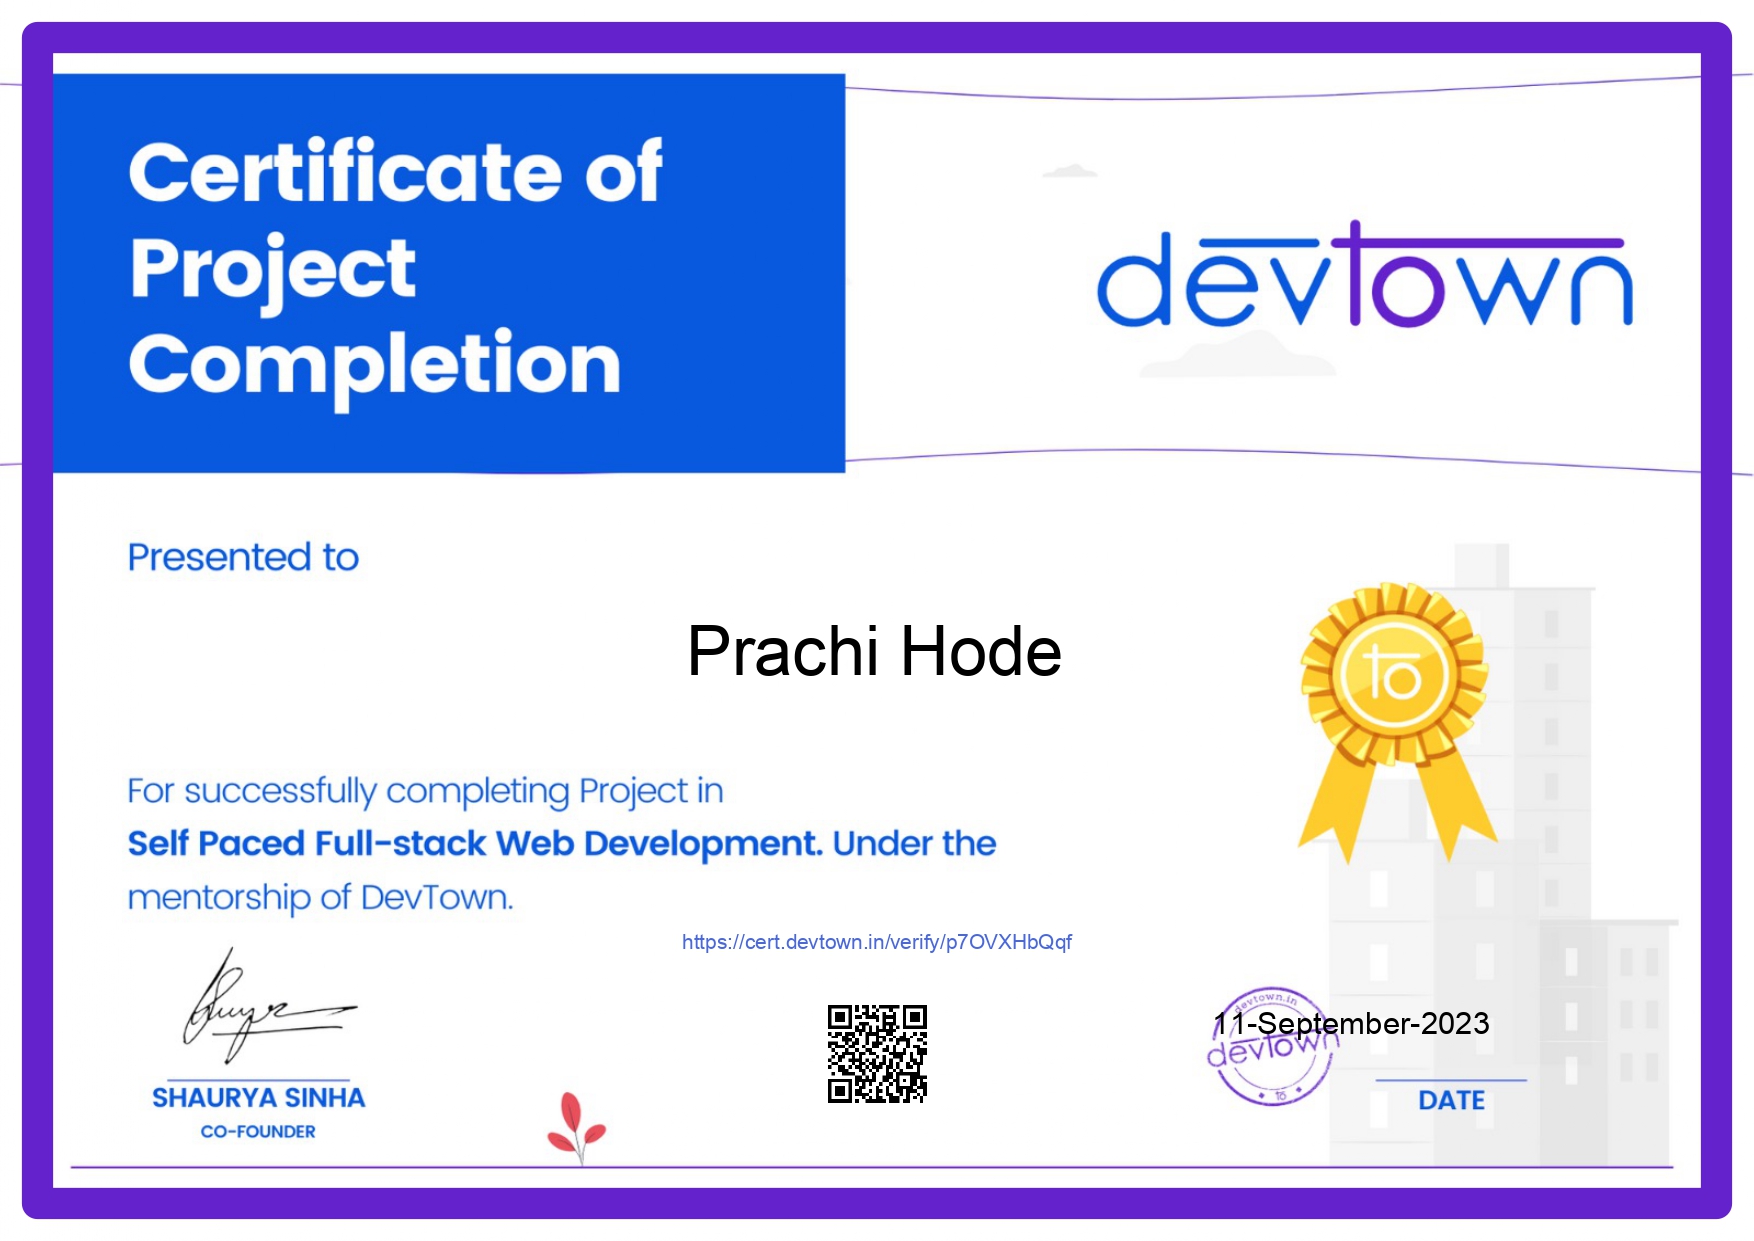 Certificate of
Project
Completion
devtown
Presented to
Prachi Hode
to
For successfully completing Project in
Self Paced Full-stack Web Development. Under the
mentorship of DevTown.
https://cert.devtown.in/verify/p7OVXHbQqf
devtown.in
11-September-2023
devtown
to
SHAURYA SINHA
CO-FOUNDER
DATE